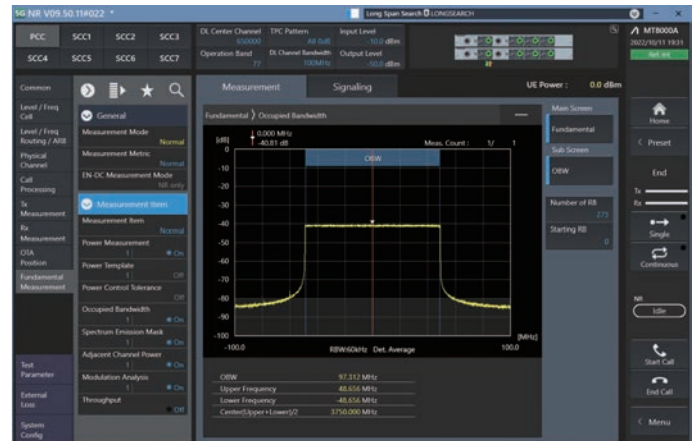 5G NR V09.50.11#022 *
Long Span Search LONGSEARCH
PCC SCC1 SCC2 SCC3
SCC4 SCC5 SCC6 SCC7
DL Center Channel TPC Pattern Input Level
650000 All 0dB -10.0 dBm
Operation Band DL Channel Bandwidth Output Level
77 100MHz -50.0 dBm
MT8000A
2022/10/11 19:31
Ref: Int
Common
Level / Freq
Cell
Level / Freq
Routing / ARB
Physical
Channel
Call
Processing
Tx
Measurement
Rx
Measurement
OTA
Position
Fundamental
Measurement
Test
Parameter
External
Loss
System
Config
General
Measurement Mode
Normal
Measurement Metric
Normal
EN-DC Measurement
Mode
NR only
Measurement Item
Measurement Item
Normal
Power Measurement
1 On
Power Template
1 Off
Power Control Tolerance
Off
Occupied Bandwidth
1 On
Spectrum Emission Mask
1 On
Adjacent Channel Power
1 On
Modulation Analysis
1 On
Throughput
Off
Measurement Signaling
UE Power : 0.0 dBm
Fundamental Occupied Bandwidth
[dB] 0.000 MHz
-40.81 dB Meas. Count : 1/ 1
0
OBW
-10
-20
-30
-40
-50
-60
-70
-80
-90
-100
[MHz]
-100.0 RBW:60kHz Det. Average 100.0
OBW 97.312 MHz
Upper Frequency 48.656 MHz
Lower Frequency -48.656 MHz
Center(Upper+Lower)/2 3750.000 MHz
Main Screen
Fundamental
Sub Screen
OBW
Number of RB
273
Starting RB
0
Home
Preset
End
Tx
Rx
Single
Continuous
NR
Idle
Start Call
End Call
Menu